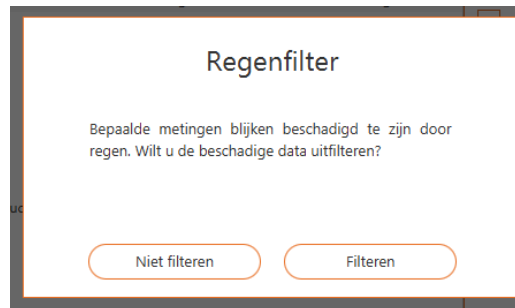 Regenfilter
Bepaalde metingen blijken beschadigd te zijn door
regen. Wilt u de beschadige data uitfilteren?
Niet filteren
Filteren